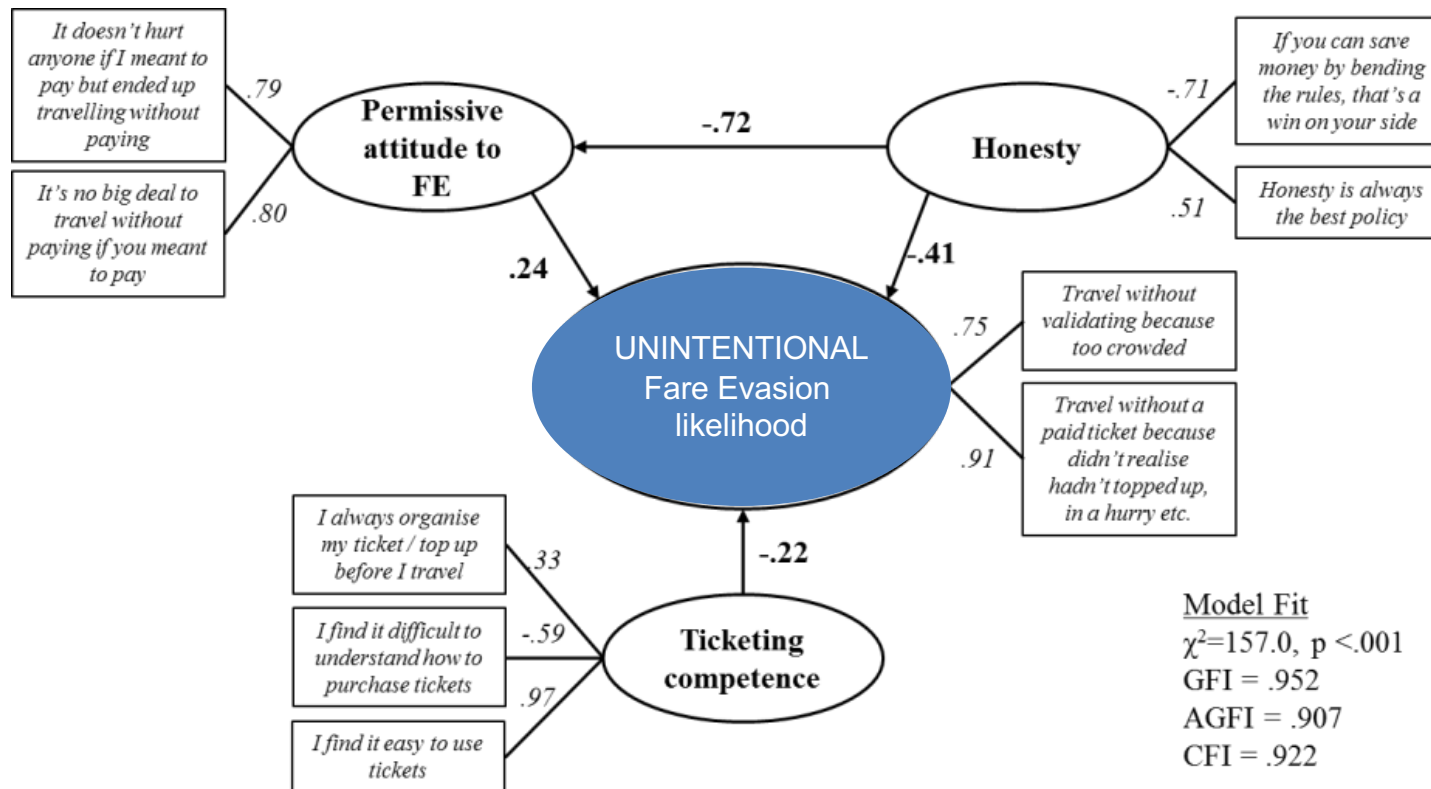 It doesn't hurt
anyone if I meant to
pay but ended up
travelling without
paying
.79
It's no big deal to
travel without
paying if you meant
to pay
.80
Permissive
attitude to
FE
-.72
Honesty
-.71
If you can save
money by bending
the rules, that's a
win on your side
.51
Honesty is always
the best policy
.24
-.41
UNINTENTIONAL
Fare Evasion
likelihood
.75
Travel without
validating because
too crowded
.91
Travel without a
paid ticket because
didn't realise
hadn't topped up,
in a hurry etc.
I always organise
my ticket / top up
before I travel
.33
I find it difficult to
understand how to
purchase tickets
-.59
I find it easy to use
tickets
.97
-.22
Ticketing
competence
Model Fit
χ²=157.0, p <.001
GFI = .952
AGFI = .907
CFI = .922